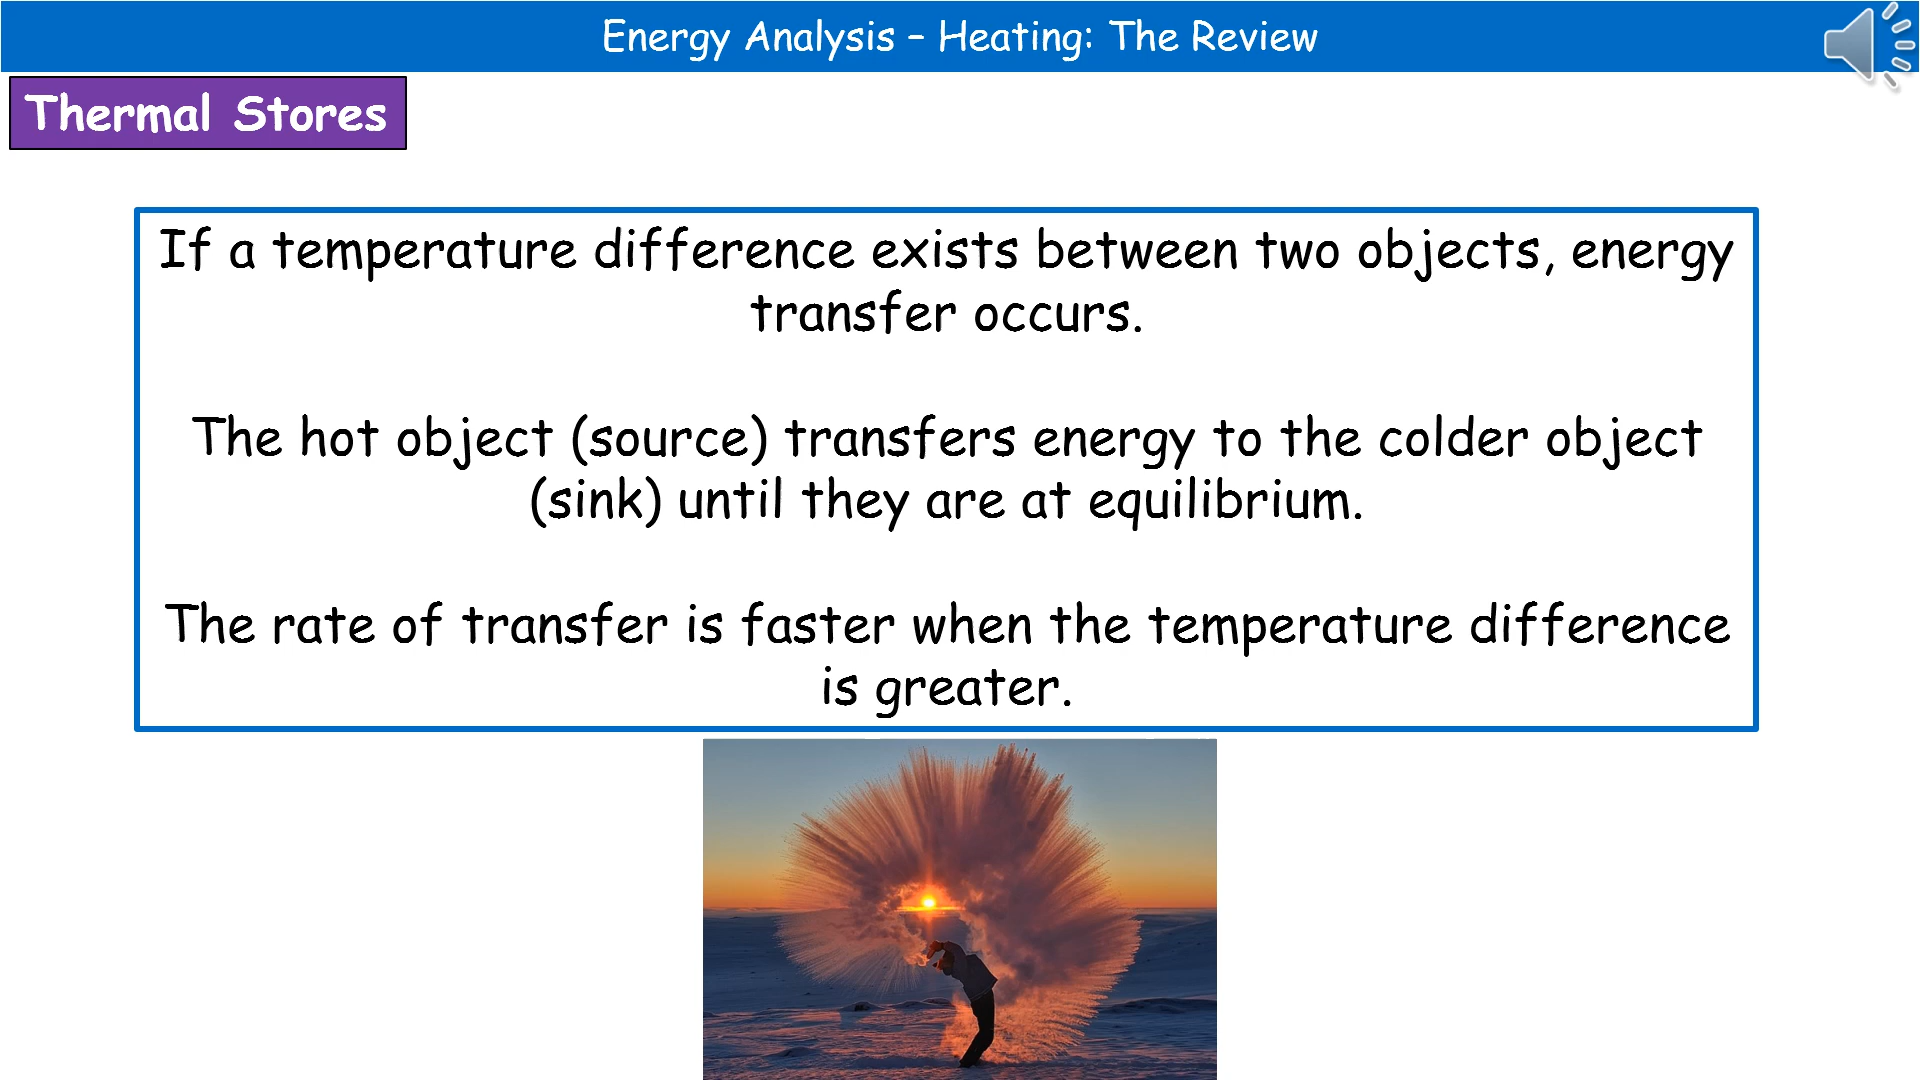 Energy Analysis – Heating: The Review
Thermal Stores
If a temperature difference exists between two objects, energy
transfer occurs.
The hot object (source) transfers energy to the colder object
(sink) until they are at equilibrium.
The rate of transfer is faster when the temperature difference
is greater.